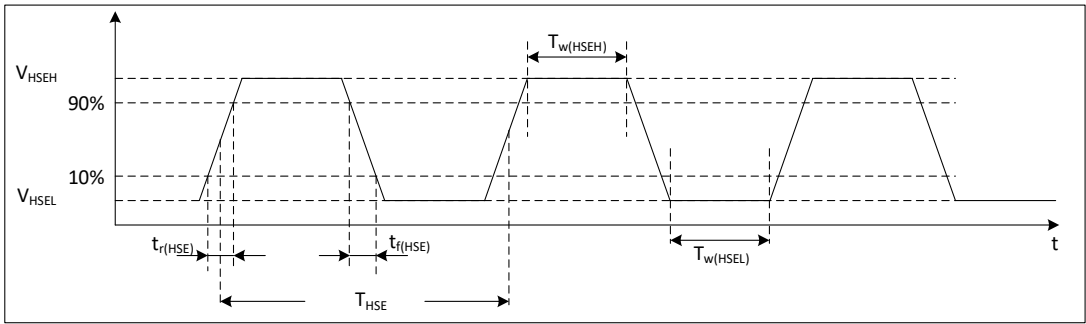 T_w(HSEH)
V_HSEH
90%
10%
V_HSEL
t_r(HSE)
t_f(HSE)
T_w(HSEL)
t
T_HSE